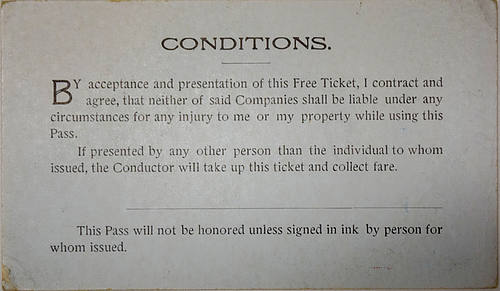 CONDITIONS.
BY acceptance and presentation of this Free Ticket, I contract and
agree, that neither of said Companies shall be liable under any
circumstances for any injury to me or my property while using this
Pass.
If presented by any other person than the individual to whom
issued, the Conductor will take up this ticket and collect fare.
This Pass will not be honored unless signed in ink by person for
whom issued.